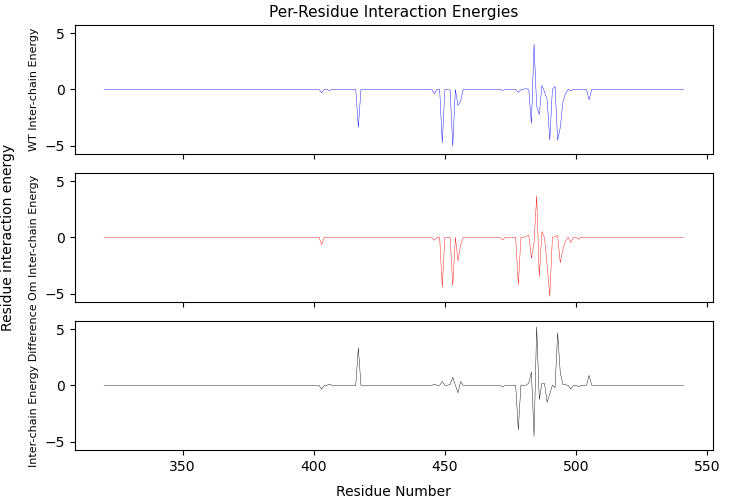 Per-Residue Interaction Energies
Residue interaction energy
WT Inter-chain Energy
5
0
−5
Om Inter-chain Energy
5
0
−5
Inter-chain Energy Difference
5
0
−5
350
400
450
500
550
Residue Number